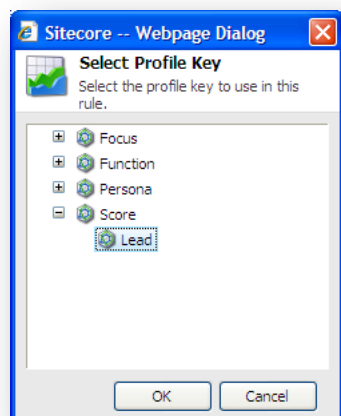 Sitecore -- Webpage Dialog
Select Profile Key
Select the profile key to use in this
rule.
Focus
Function
Persona
Score
Lead
OK
Cancel